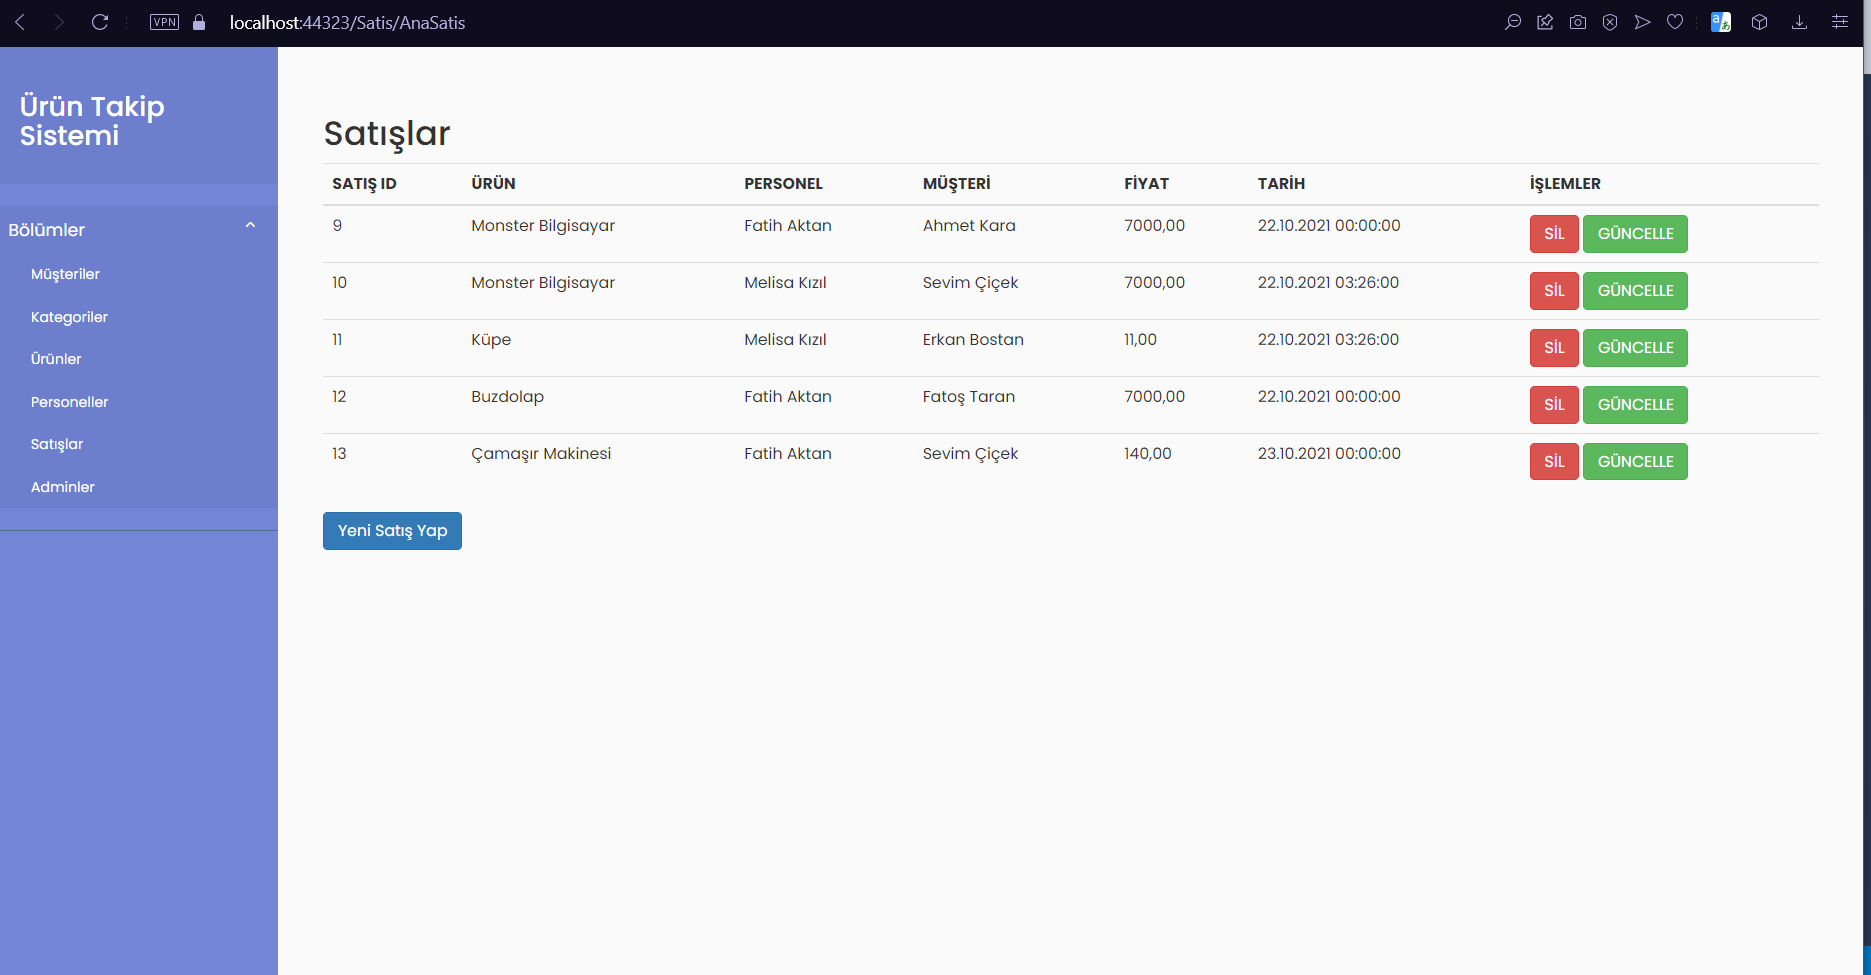 VPN localhost:44323/Satis/AnaSatis
Ürün Takip
Sistemi
Bölümler
Müşteriler
Kategoriler
Ürünler
Personeller
Satışlar
Adminler
Satışlar
SATIŞ ID ÜRÜN PERSONEL MÜŞTERİ FİYAT TARİH İŞLEMLER
9 Monster Bilgisayar Fatih Aktan Ahmet Kara 7000,00 22.10.2021 00:00:00 SİL GÜNCELLE
10 Monster Bilgisayar Melisa Kızıl Sevim Çiçek 7000,00 22.10.2021 03:26:00 SİL GÜNCELLE
11 Küpe Melisa Kızıl Erkan Bostan 11,00 22.10.2021 03:26:00 SİL GÜNCELLE
12 Buzdolap Fatih Aktan Fatoş Taran 7000,00 22.10.2021 00:00:00 SİL GÜNCELLE
13 Çamaşır Makinesi Fatih Aktan Sevim Çiçek 140,00 23.10.2021 00:00:00 SİL GÜNCELLE
Yeni Satış Yap